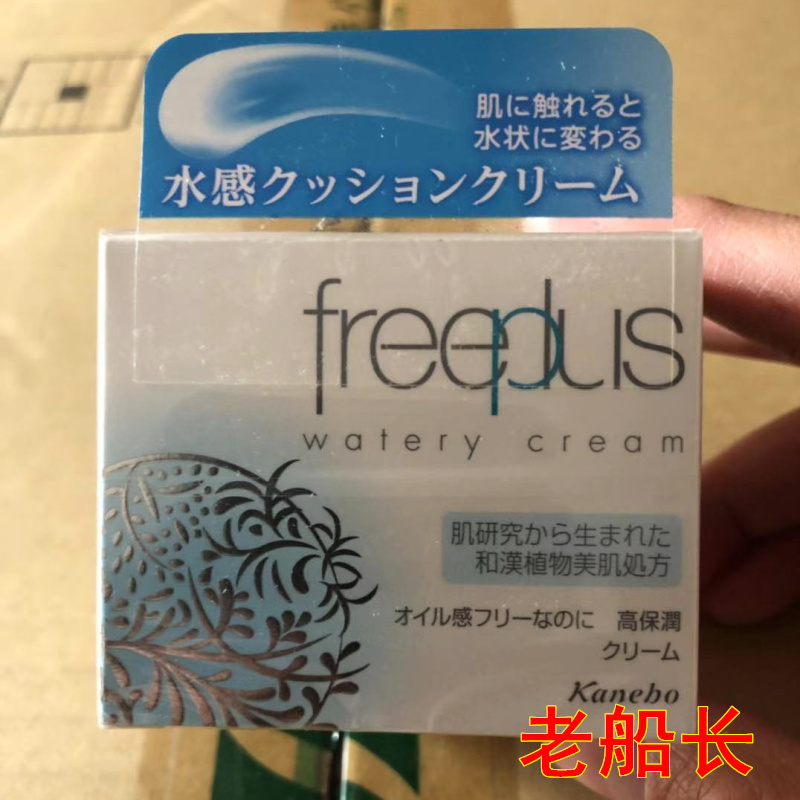 肌に触れると
水状に変わる
水感クッションクリーム
freeplus
watery cream
肌研究から生まれた
和漢植物美肌処方
オイル感フリーなのに 高保潤
クリーム
Kanebo
老船长